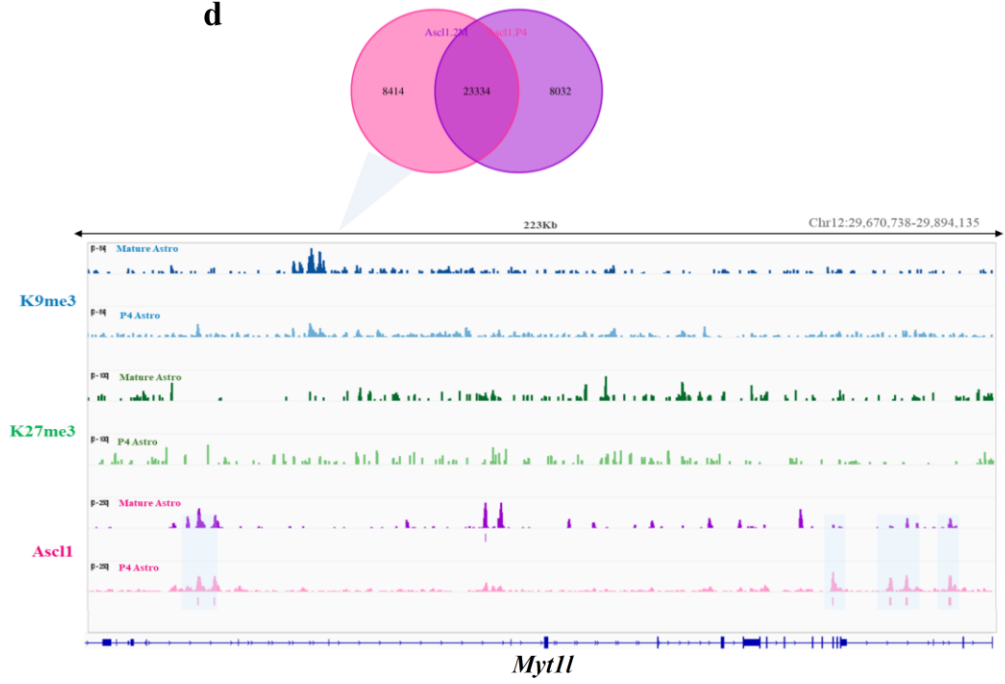 d
Ascl1.2M
Ascl1.P4
8414
23334
8032
223Kb
Chr12:29,670,738-29,894,135
Mature Astro
K9me3
P4 Astro
Mature Astro
K27me3
P4 Astro
Mature Astro
Ascl1
P4 Astro
Myt1l